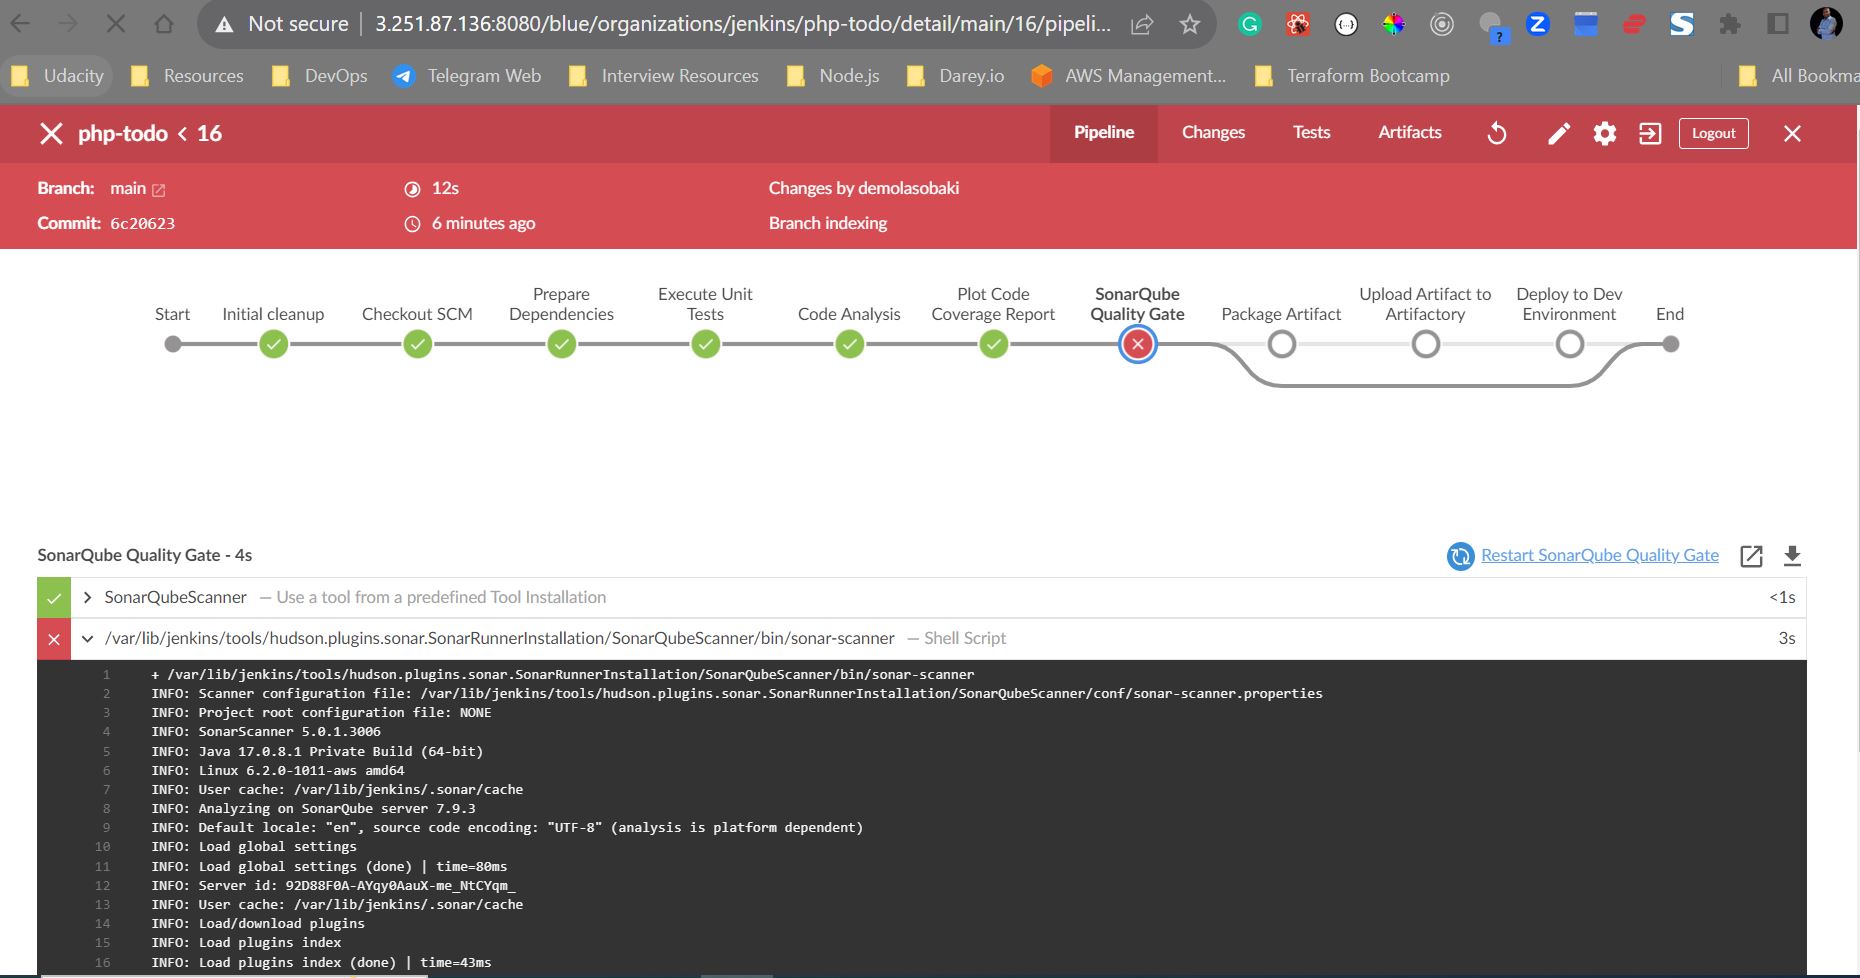 Not secure 3.251.87.136:8080/blue/organizations/jenkins/php-todo/detail/main/16/pipeli...
Udacity Resources DevOps Telegram Web Interview Resources Node.js Darey.io AWS Management... Terraform Bootcamp All Bookma
php-todo < 16 Pipeline Changes Tests Artifacts Logout
Branch: main 12s Changes by demolasobaki
Commit: 6c20623 6 minutes ago Branch indexing
Start
Initial cleanup
Checkout SCM
Prepare
Dependencies
Execute Unit
Tests
Code Analysis
Plot Code
Coverage Report
SonarQube
Quality Gate
Package Artifact
Upload Artifact to
Artifactory
Deploy to Dev
Environment
End
SonarQube Quality Gate - 4s Restart SonarQube Quality Gate
SonarQubeScanner — Use a tool from a predefined Tool Installation <1s
/var/lib/jenkins/tools/hudson.plugins.sonar.SonarRunnerInstallation/SonarQubeScanner/bin/sonar-scanner — Shell Script 3s
1 + /var/lib/jenkins/tools/hudson.plugins.sonar.SonarRunnerInstallation/SonarQubeScanner/bin/sonar-scanner
2 INFO: Scanner configuration file: /var/lib/jenkins/tools/hudson.plugins.sonar.SonarRunnerInstallation/SonarQubeScanner/conf/sonar-scanner.properties
3 INFO: Project root configuration file: NONE
4 INFO: SonarScanner 5.0.1.3006
5 INFO: Java 17.0.8.1 Private Build (64-bit)
6 INFO: Linux 6.2.0-1011-aws amd64
7 INFO: User cache: /var/lib/jenkins/.sonar/cache
8 INFO: Analyzing on SonarQube server 7.9.3
9 INFO: Default locale: "en", source code encoding: "UTF-8" (analysis is platform dependent)
10 INFO: Load global settings
11 INFO: Load global settings (done) | time=80ms
12 INFO: Server id: 92D88F0A-AYqy0AauX-me_NtCYqm_
13 INFO: User cache: /var/lib/jenkins/.sonar/cache
14 INFO: Load/download plugins
15 INFO: Load plugins index
16 INFO: Load plugins index (done) | time=43ms